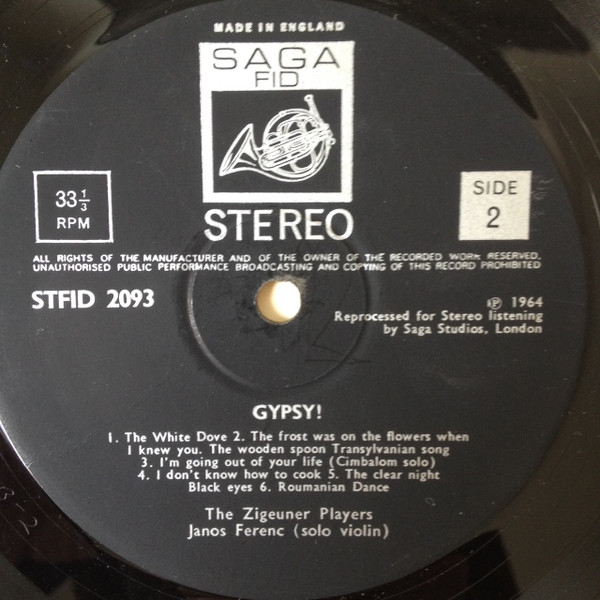 MADE IN ENGLAND
SAGA
FID
33 1/3
RPM
SIDE
2
STEREO
ALL RIGHTS OF THE MANUFACTURER AND OF THE OWNER OF THE RECORDED WORK RESERVED.
UNAUTHORISED PUBLIC PERFORMANCE BROADCASTING AND COPYING OF THIS RECORD PROHIBITED
STFID 2093
℗ 1964
Reprocessed for Stereo listening
by Saga Studios, London
GYPSY!
1. The White Dove 2. The frost was on the flowers when
I knew you. The wooden spoon Transylvanian song
3. I'm going out of your life (Cimbalom solo)
4. I don't know how to cook 5. The clear night
Black eyes 6. Roumanian Dance
The Zigeuner Players
Janos Ferenc (solo violin)